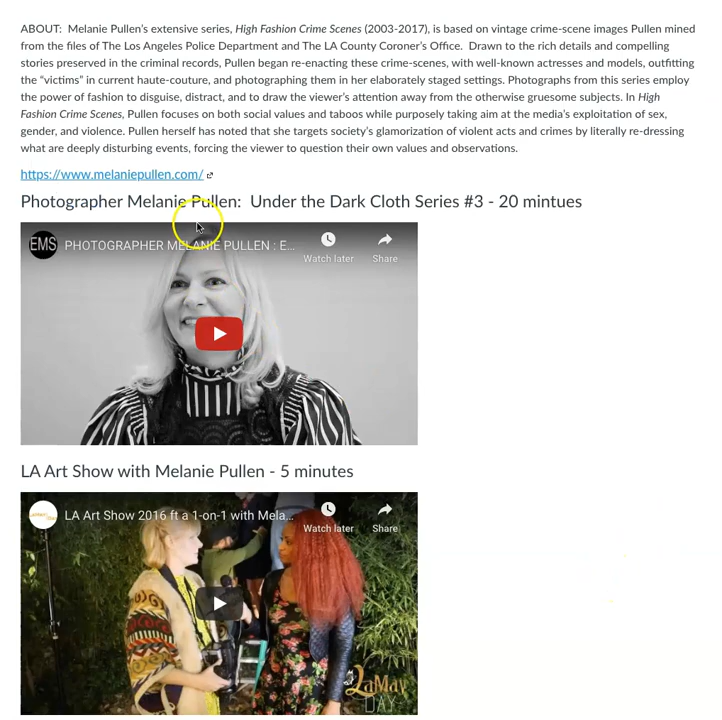 ABOUT:  Melanie Pullen's extensive series, High Fashion Crime Scenes (2003-2017), is based on vintage crime-scene images Pullen mined
from the files of The Los Angeles Police Department and The LA County Coroner's Office.  Drawn to the rich details and compelling
stories preserved in the criminal records, Pullen began re-enacting these crime-scenes, with well-known actresses and models, outfitting
the "victims" in current haute-couture, and photographing them in her elaborately staged settings. Photographs from this series employ
the power of fashion to disguise, distract, and to draw the viewer's attention away from the otherwise gruesome subjects. In High
Fashion Crime Scenes, Pullen focuses on both social values and taboos while purposely taking aim at the media's exploitation of sex,
gender, and violence. Pullen herself has noted that she targets society's glamorization of violent acts and crimes by literally re-dressing
what are deeply disturbing events, forcing the viewer to question their own values and observations.
https://www.melaniepullen.com/
Photographer Melanie Pullen:  Under the Dark Cloth Series #3 - 20 mintues
EMS PHOTOGRAPHER MELANIE PULLEN : E...
Watch later Share
LA Art Show with Melanie Pullen - 5 minutes
LA Art Show 2016 ft a 1-on-1 with Mela...
Watch later Share
LaMay
DAY